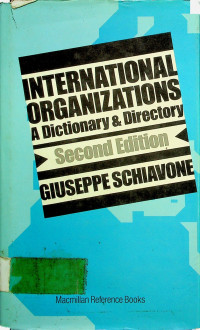 INTERNATIONAL
ORGANIZATIONS
A Dictionary & Directory
Second Edition
GIUSEPPE SCHIAVONE
Macmillan Reference Books